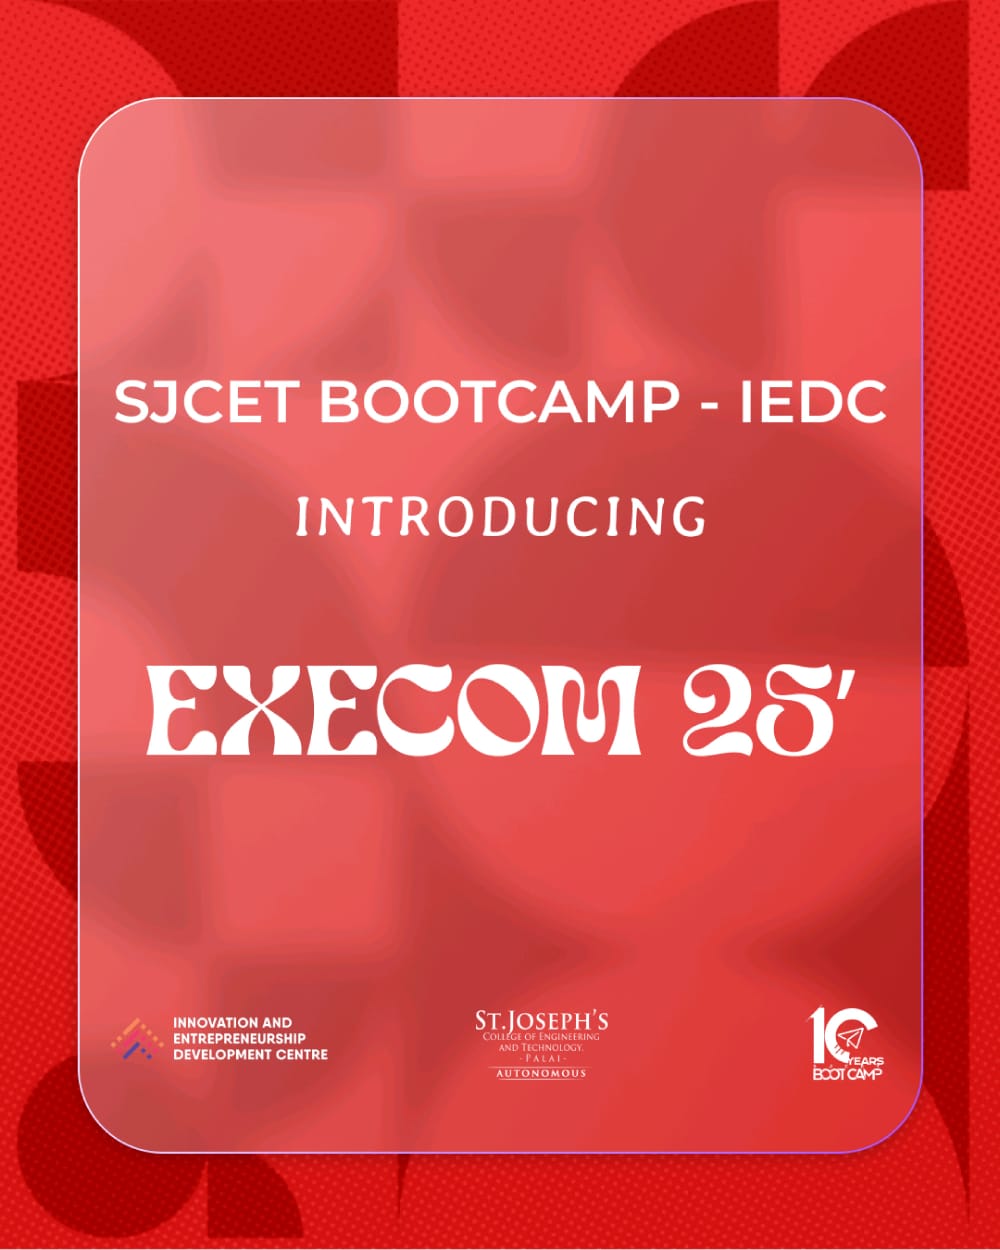 SJCET BOOTCAMP - IEDC
INTRODUCING
EXECOM 25'
INNOVATION AND
ENTREPRENEURSHIP
DEVELOPMENT CENTRE
ST.JOSEPH'S
COLLEGE OF ENGINEERING
AND TECHNOLOGY,
- PALAI -
AUTONOMOUS
10
YEARS
BOOT CAMP